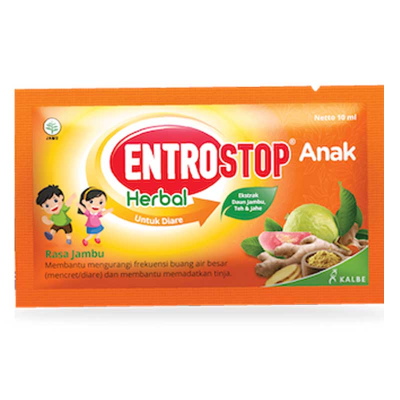 Netto 10 ml
JAMU
ENTROSTOP® Anak
Herbal
Untuk Diare
Ekstrak
Daun Jambu,
Teh & Jahe
Rasa Jambu
Membantu mengurangi frekuensi buang air besar
(mencret/diare) dan membantu memadatkan tinja.
KALBE